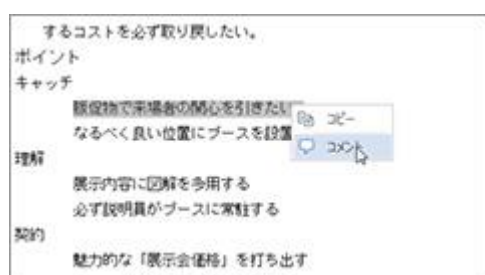 するコストを必ず取り戻したい。
ポイント
キャッチ
販促物で来場者の関心を引きたい
なるべく良い位置にブースを設置
コピー
コメント
理解
展示内容に図解を多用する
必ず説明員がブースに常駐する
契約
魅力的な「展示会価格」を打ち出す